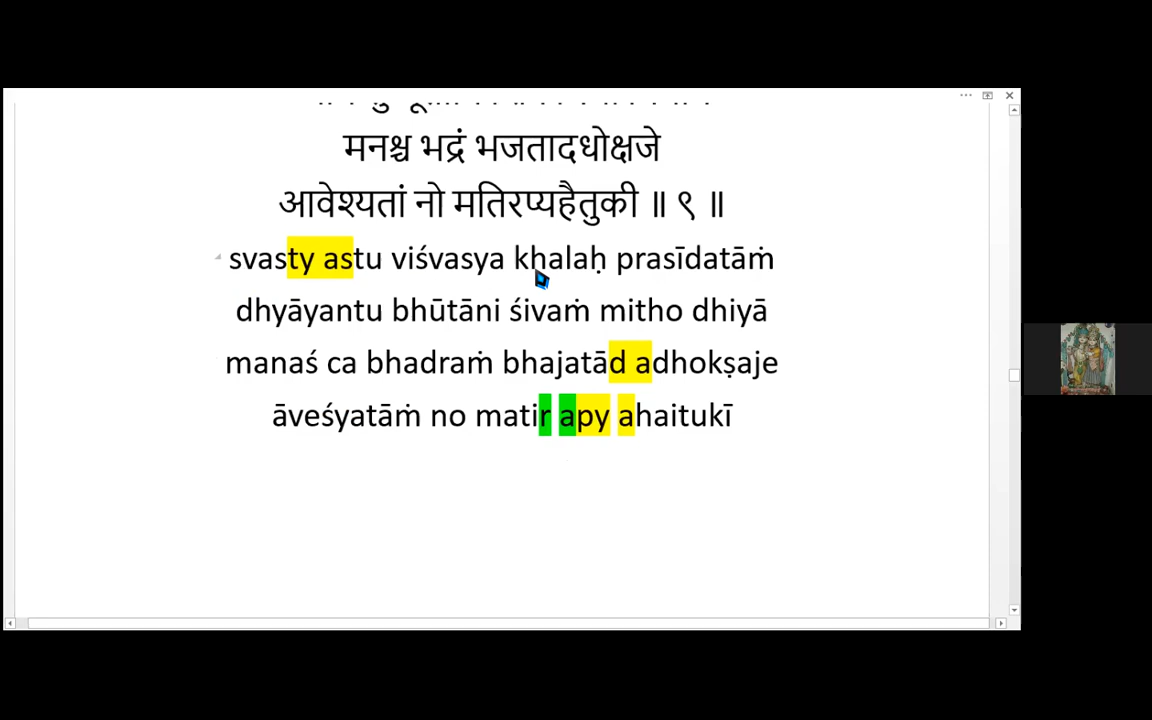 मनश्च भद्रं भजतादधोक्षजे
आवेश्यतां नो मतिरप्यहैतुकी ॥ ९ ॥
svasty astu viśvasya khalaḥ prasīdatāṁ
dhyāyantu bhūtāni śivaṁ mitho dhiyā
manaś ca bhadraṁ bhajatād adhokṣaje
āveśyatāṁ no matir apy ahaitukī